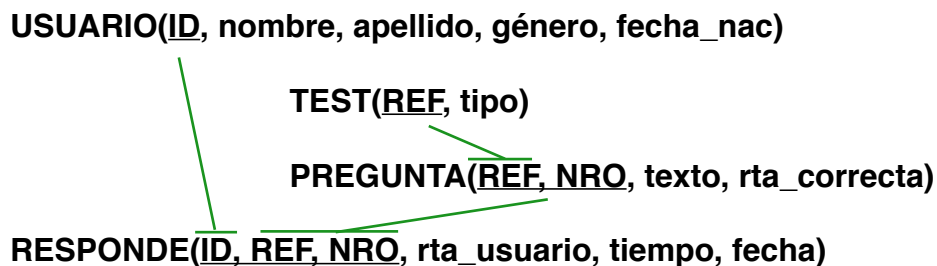 USUARIO(ID, nombre, apellido, género, fecha_nac)
TEST(REF, tipo)
PREGUNTA(REF, NRO, texto, rta_correcta)
RESPONDE(ID, REF, NRO, rta_usuario, tiempo, fecha)